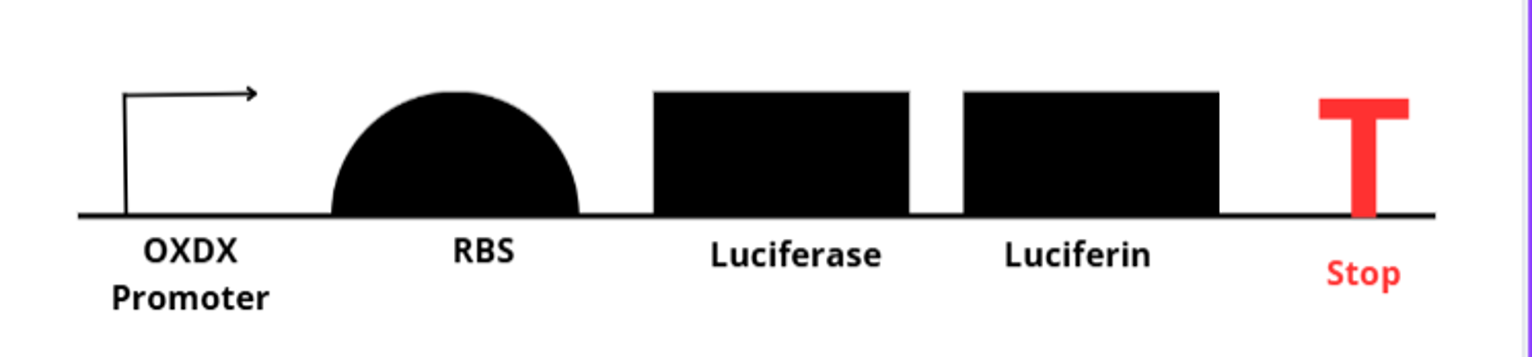 OXDX
Promoter
RBS
Luciferase
Luciferin
T
Stop